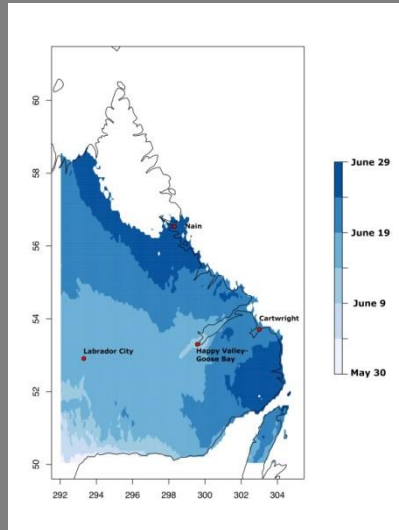 60
58
56
54
52
50
292
294
296
298
300
302
304
Nain
Cartwright
Labrador City
Happy Valley-
Goose Bay
June 29
June 19
June 9
May 30